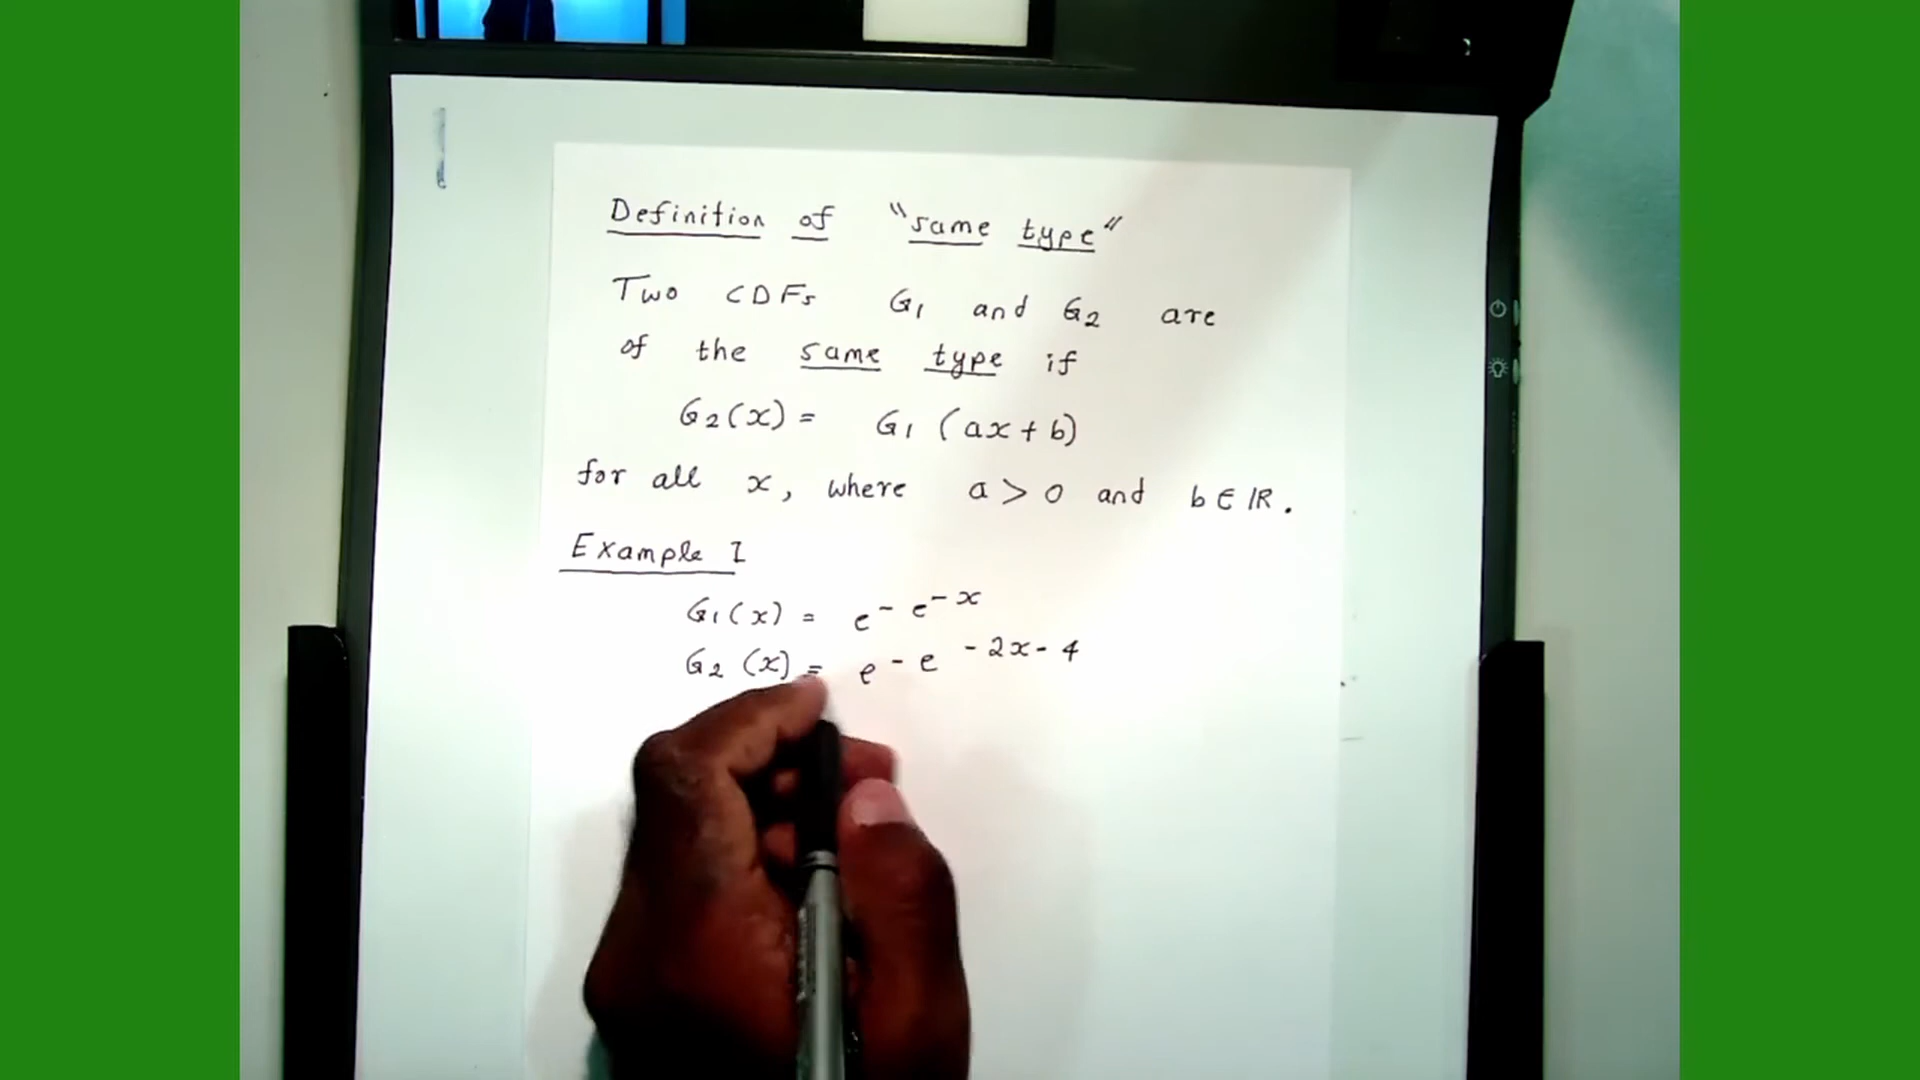 Definition of "same type"
Two CDFs G1 and G2 are
of the same type if
G2(x) = G1 (ax + b)
for all x, where a > 0 and b ∈ ℝ.
Example I
G1(x) = e^{- e^{-x}}
G2 (x) = e^{- e^{-2x-4}}